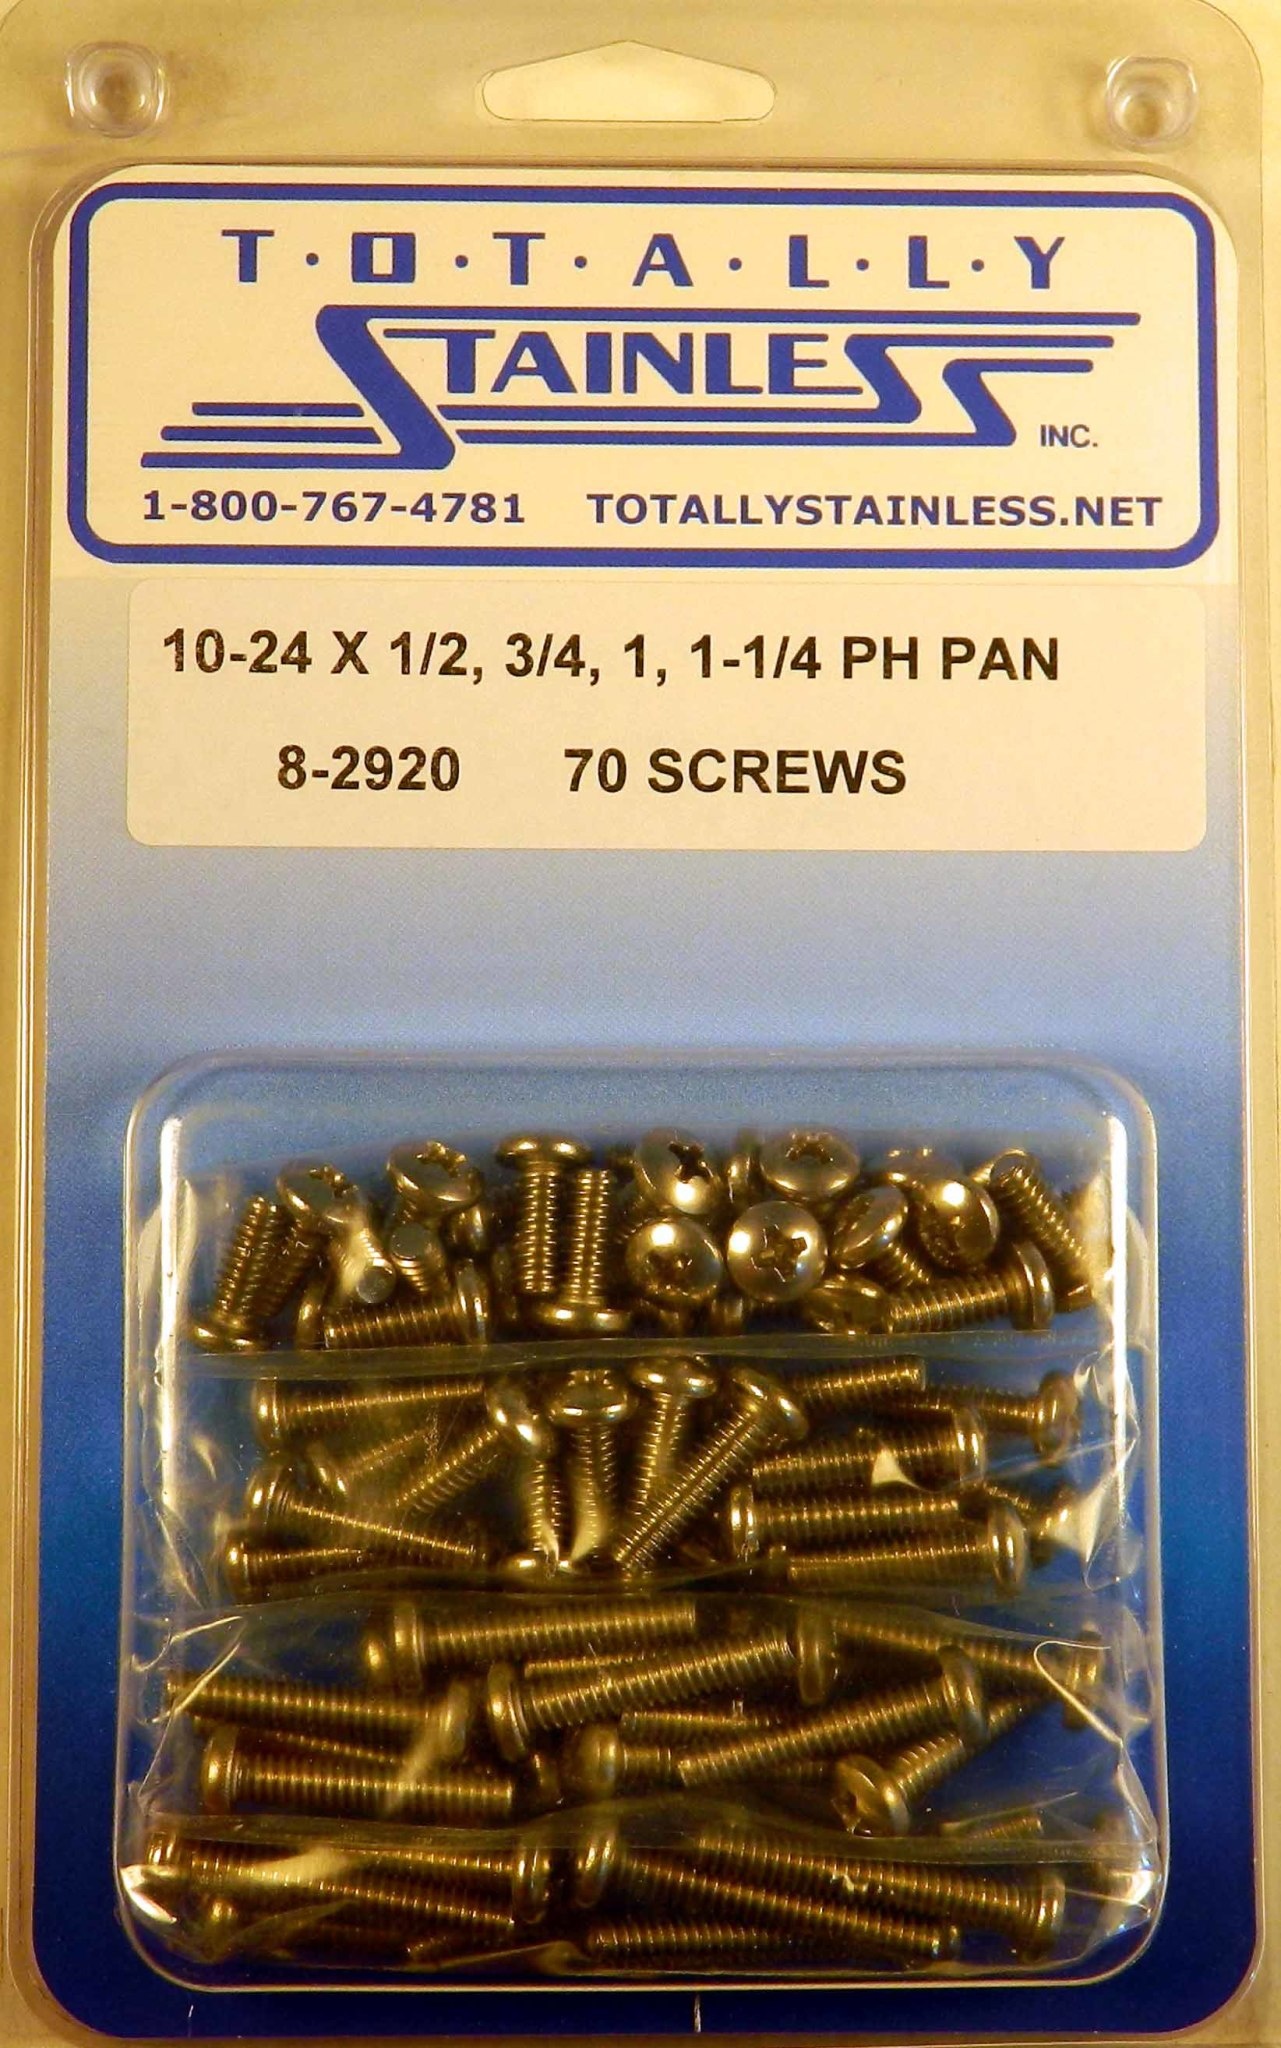 T·O·T·A·L·L·Y
STAINLESS
INC.
1-800-767-4781 TOTALLYSTAINLESS.NET
10-24 X 1/2, 3/4, 1, 1-1/4 PH PAN
8-2920 70 SCREWS